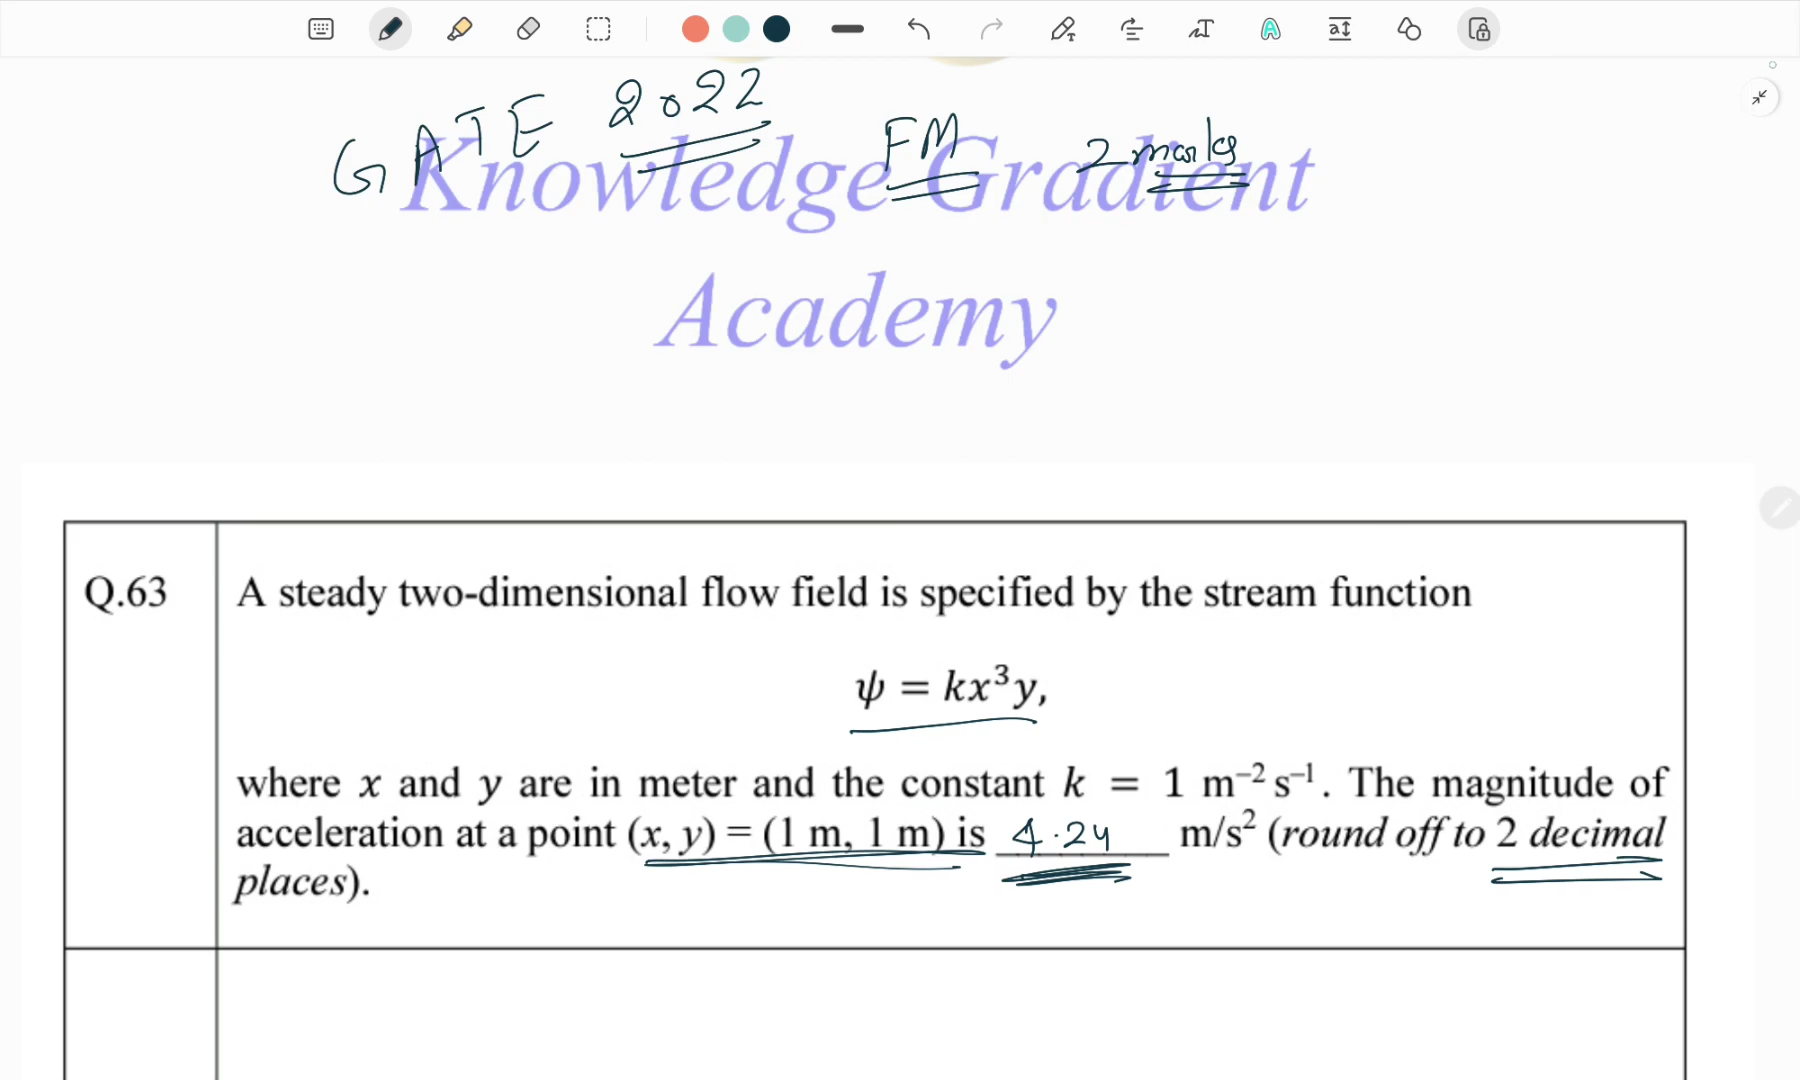 GATE 2022 FM 2 marks
Knowledge Gradient
Academy
Q.63 A steady two-dimensional flow field is specified by the stream function
ψ = kx³y,
where x and y are in meter and the constant k = 1 m⁻² s⁻¹. The magnitude of
acceleration at a point (x, y) = (1 m, 1 m) is 4.24 m/s² (round off to 2 decimal
places).